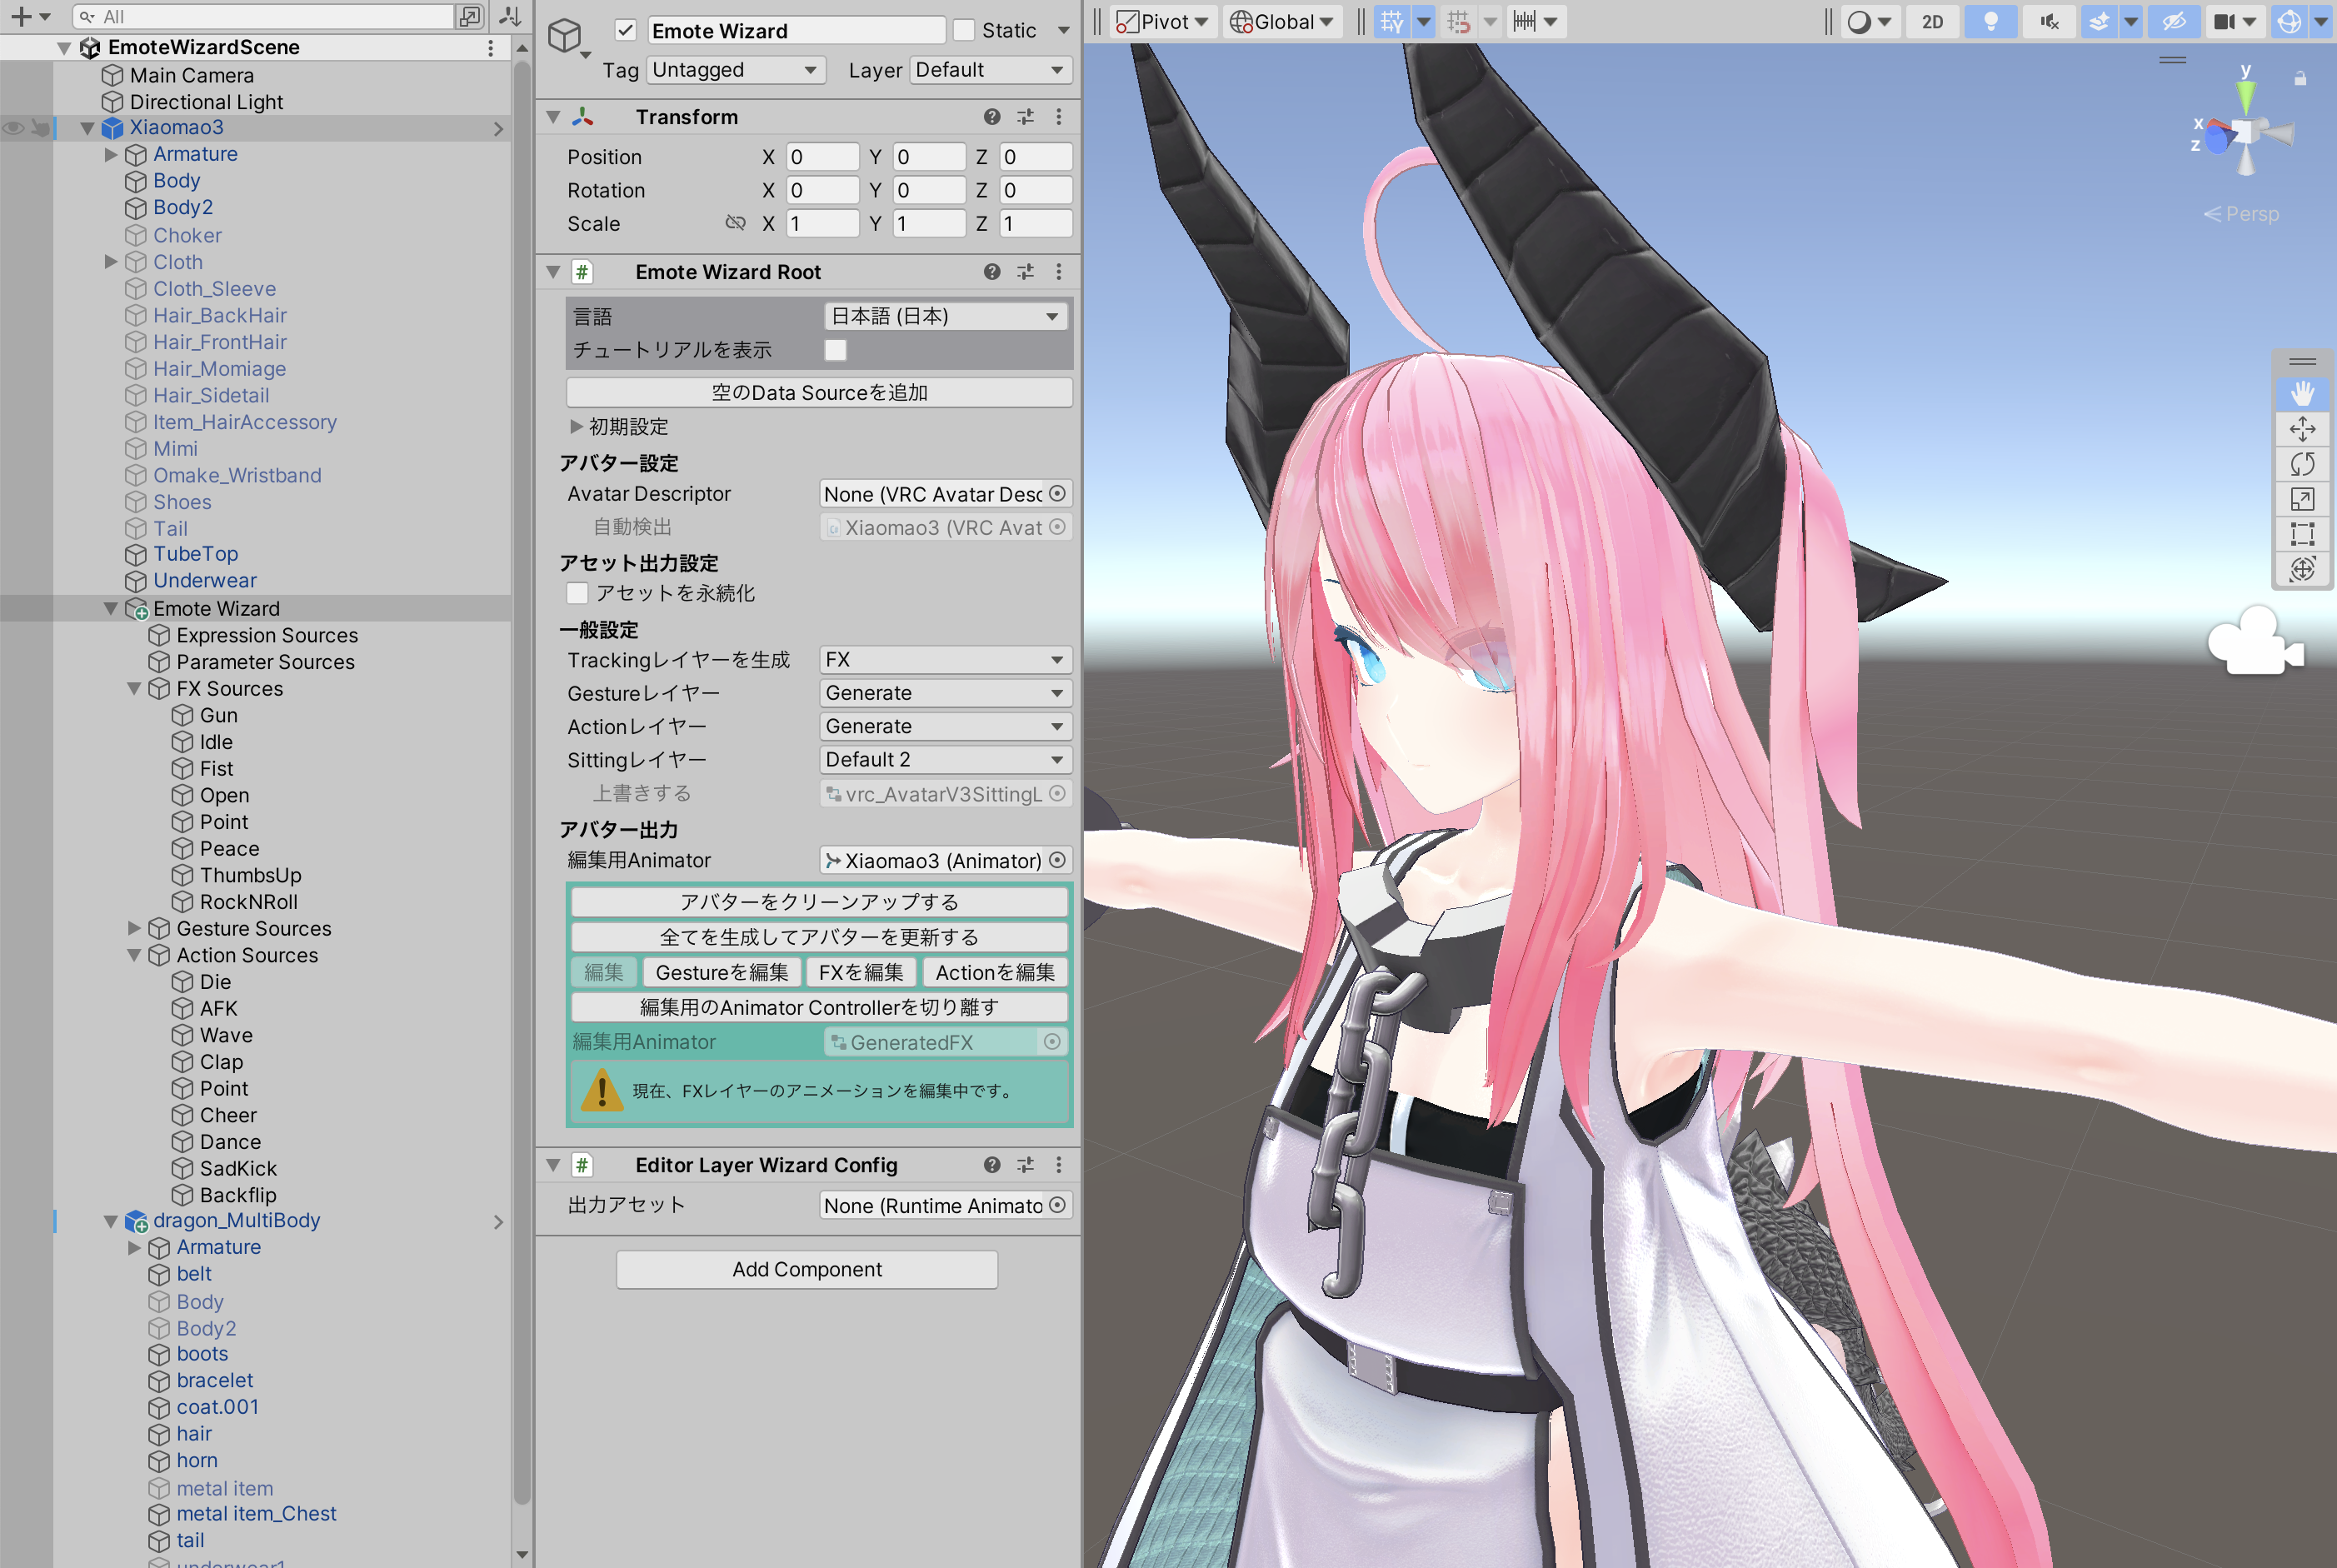 All
EmoteWizardScene
Main Camera
Directional Light
Xiaomao3
Armature
Body
Body2
Choker
Cloth
Cloth_Sleeve
Hair_BackHair
Hair_FrontHair
Hair_Momiage
Hair_Sidetail
Item_HairAccessory
Mimi
Omake_Wristband
Shoes
Tail
TubeTop
Underwear
Emote Wizard
Expression Sources
Parameter Sources
FX Sources
Gun
Idle
Fist
Open
Point
Peace
ThumbsUp
RockNRoll
Gesture Sources
Action Sources
Die
AFK
Wave
Clap
Point
Cheer
Dance
SadKick
Backflip
dragon_MultiBody
Armature
belt
Body
Body2
boots
bracelet
coat.001
hair
horn
metal item
metal item_Chest
tail
underwear1
Emote Wizard
Static
Tag Untagged Layer Default
Transform
Position X 0 Y 0 Z 0
Rotation X 0 Y 0 Z 0
Scale X 1 Y 1 Z 1
# Emote Wizard Root
言語 日本語 (日本)
チュートリアルを表示
空のData Sourceを追加
初期設定
アバター設定
Avatar Descriptor None (VRC Avatar Desc
自動検出 Xiaomao3 (VRC Avat
アセット出力設定
アセットを永続化
一般設定
Trackingレイヤーを生成 FX
Gestureレイヤー Generate
Actionレイヤー Generate
Sittingレイヤー Default 2
上書きする vrc_AvatarV3SittingL
アバター出力
編集用Animator Xiaomao3 (Animator)
アバターをクリーンアップする
全てを生成してアバターを更新する
編集 Gestureを編集 FXを編集 Actionを編集
編集用のAnimator Controllerを切り離す
編集用Animator GeneratedFX
現在、FXレイヤーのアニメーションを編集中です。
# Editor Layer Wizard Config
出力アセット None (Runtime Animato
Add Component
Pivot Global 2D
y
x
z
Persp